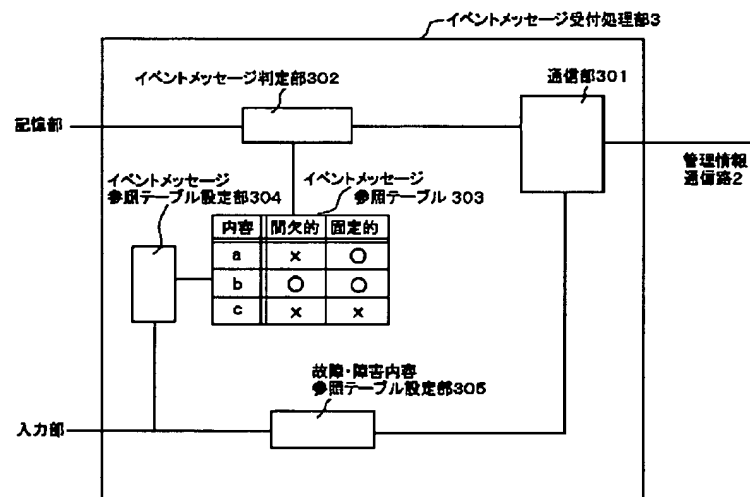 イベントメッセージ受付処理部3
イベントメッセージ判定部302
通信部301
記憶部
管理情報
通信路2
イベントメッセージ
参照テーブル設定部304
イベントメッセージ
参照テーブル 303
内容 間欠的 固定的
a × ○
b ○ ○
c × ×
故障・障害内容
参照テーブル設定部305
入力部